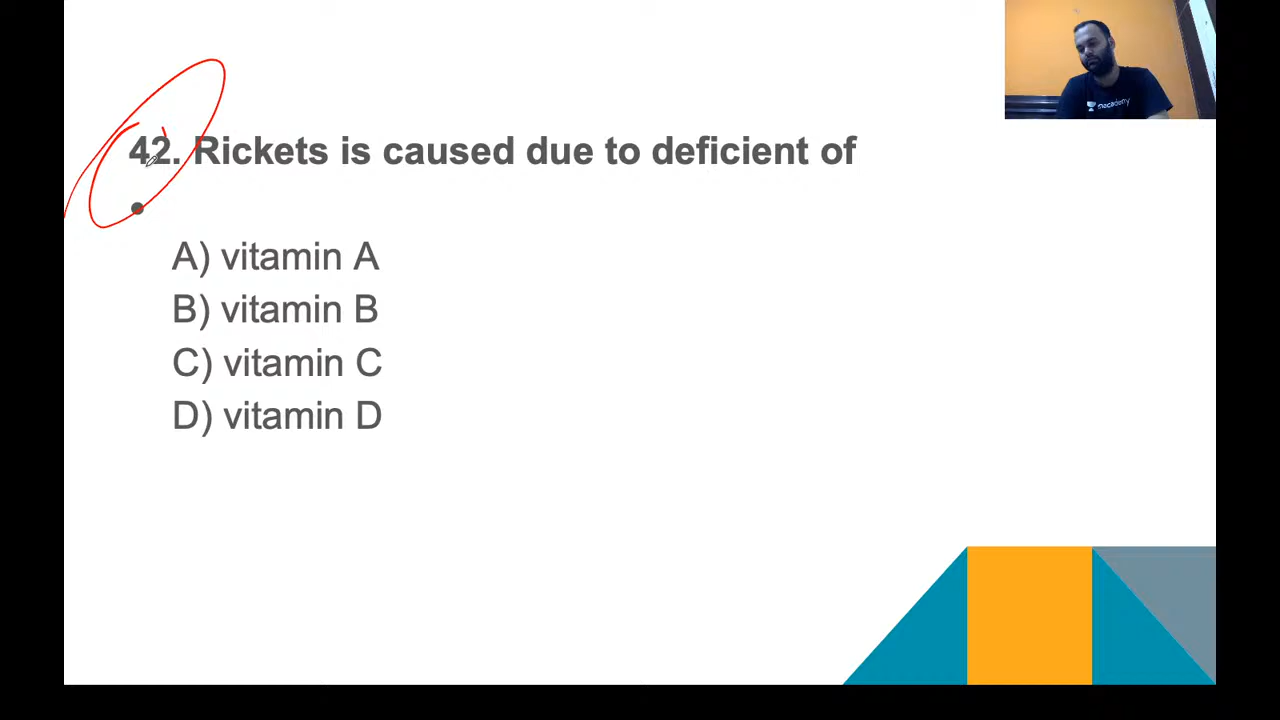 42. Rickets is caused due to deficient of
•
A) vitamin A
B) vitamin B
C) vitamin C
D) vitamin D